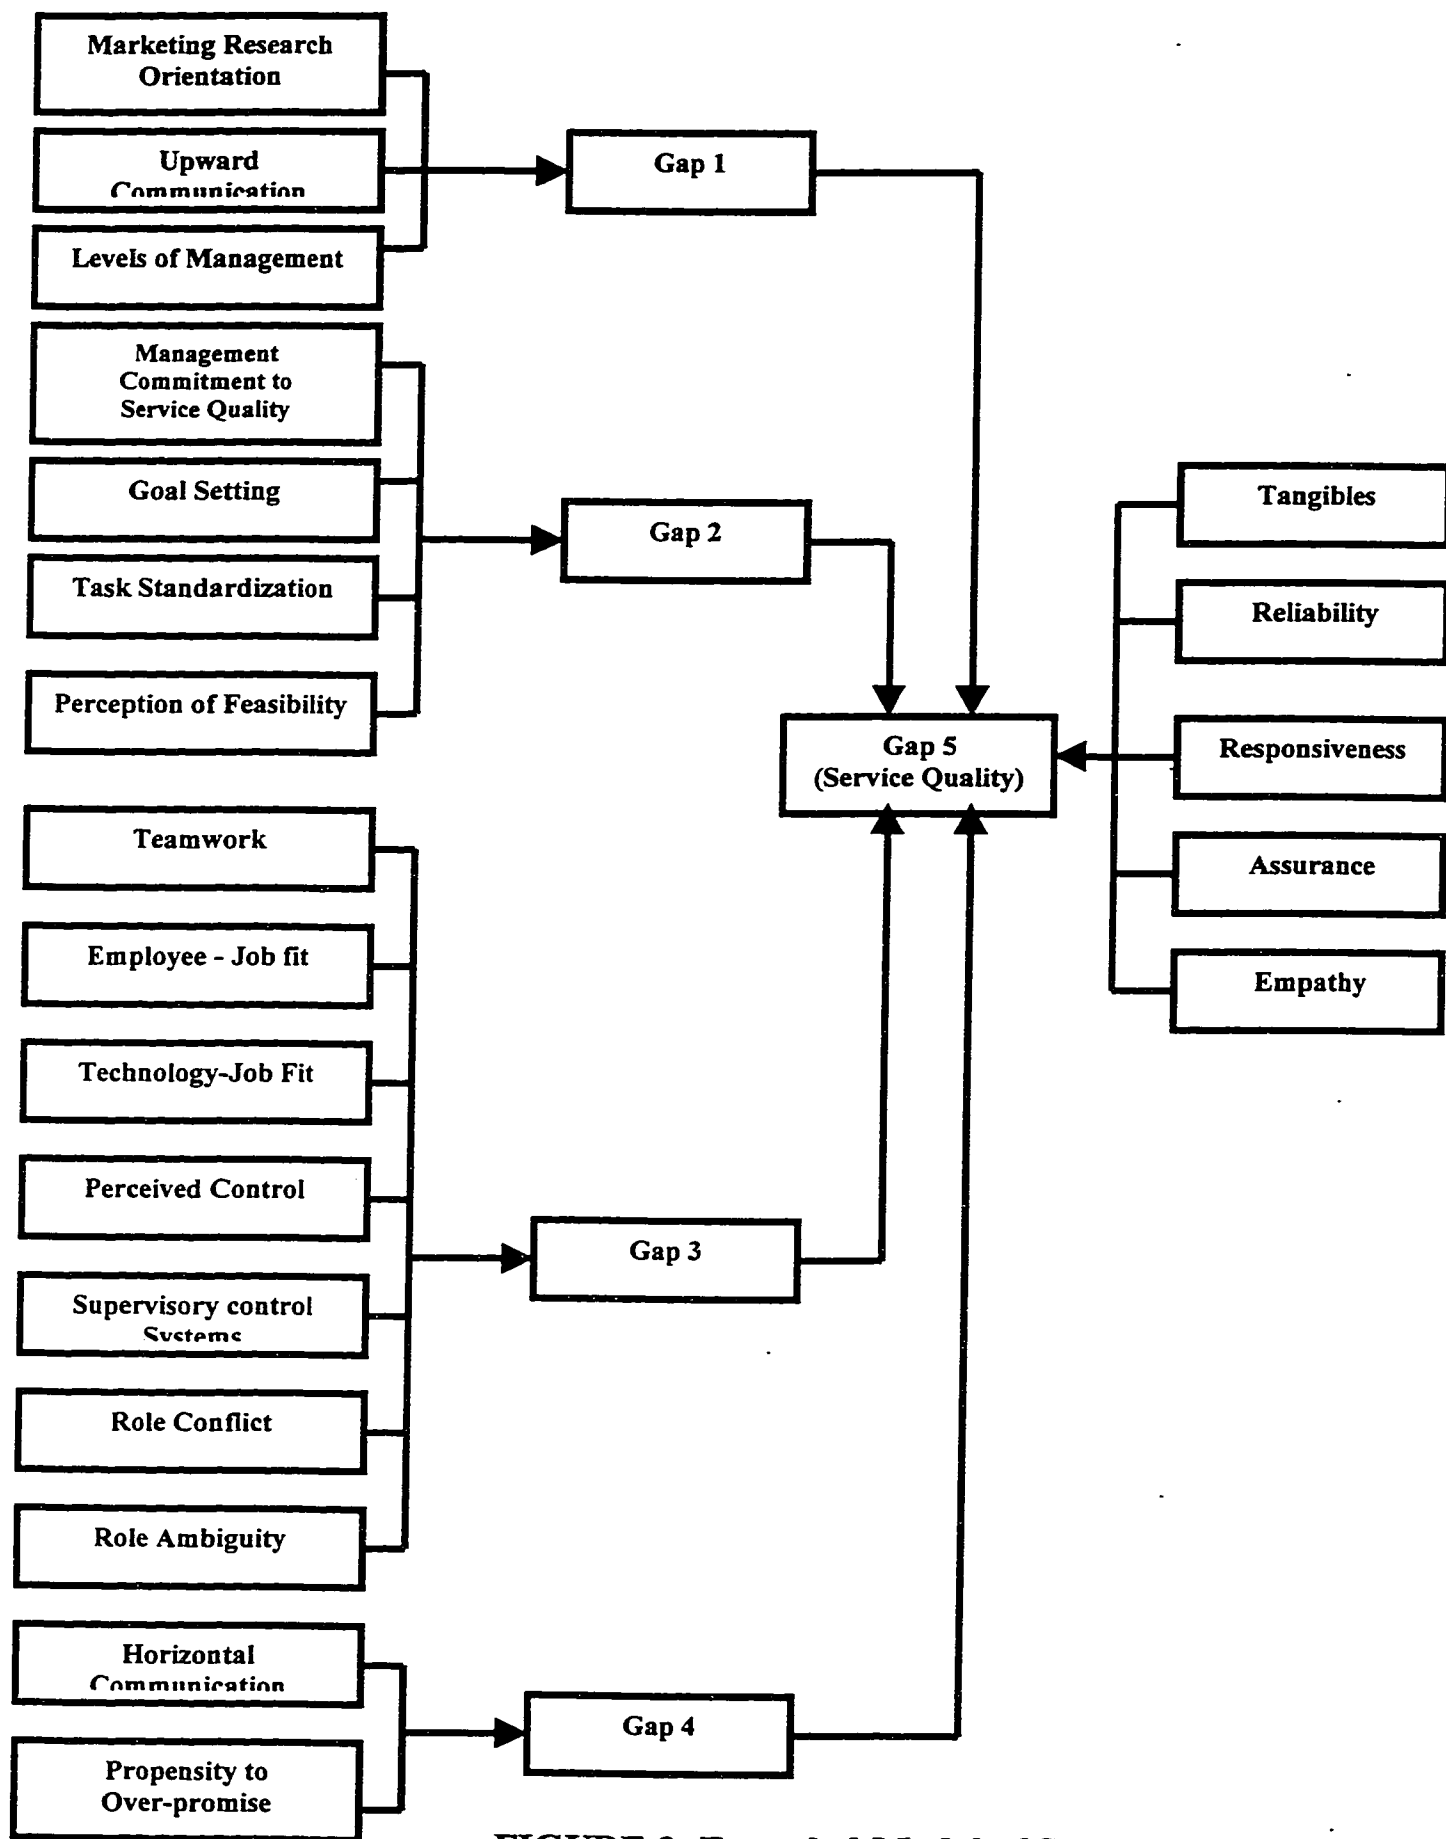 Marketing Research
Orientation
Upward
Communication
Levels of Management
Management
Commitment to
Service Quality
Goal Setting
Task Standardization
Perception of Feasibility
Teamwork
Employee - Job fit
Technology-Job Fit
Perceived Control
Supervisory control
Systems
Role Conflict
Role Ambiguity
Horizontal
Communication
Propensity to
Over-promise
Gap 1
Gap 2
Gap 3
Gap 4
Gap 5
(Service Quality)
Tangibles
Reliability
Responsiveness
Assurance
Empathy
FIGURE